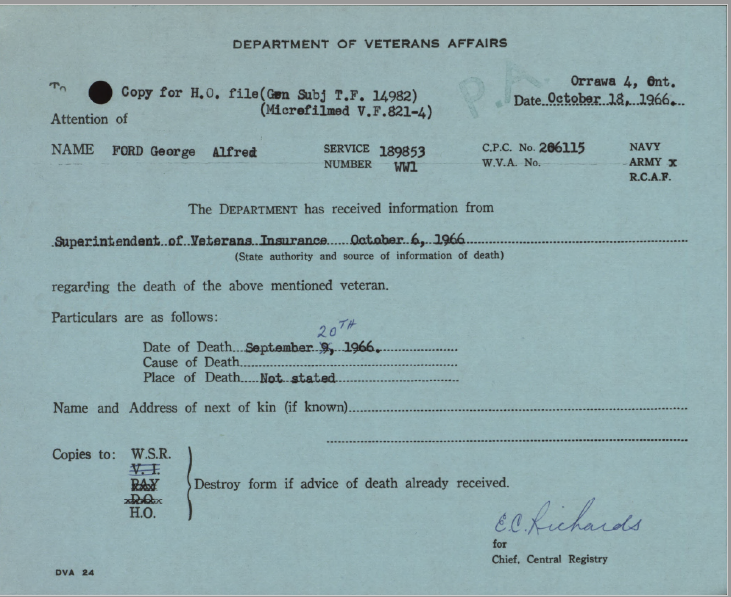 DEPARTMENT OF VETERANS AFFAIRS
P.A.
To Copy for H.O. file(Gen Subj T.F. 14982) Orrawa 4, Ont.
(Microfilmed V.F.821-4) Date October 18, 1966.
Attention of
NAME FORD George Alfred SERVICE NUMBER 189853 WW1 C.P.C. No. 206115 NAVY
W.V.A. No. ARMY x
R.C.A.F.
The DEPARTMENT has received information from
Superintendent of Veterans Insurance October 6, 1966
(State authority and source of information of death)
regarding the death of the above mentioned veteran.
Particulars are as follows:
20TH
Date of Death September 9, 1966.
Cause of Death
Place of Death Not stated
Name and Address of next of kin (if known)
Copies to: W.S.R.
V. I.
PAY
D.O.
H.O.
Destroy form if advice of death already received.
E.C. Richards
for
Chief, Central Registry
DVA 24